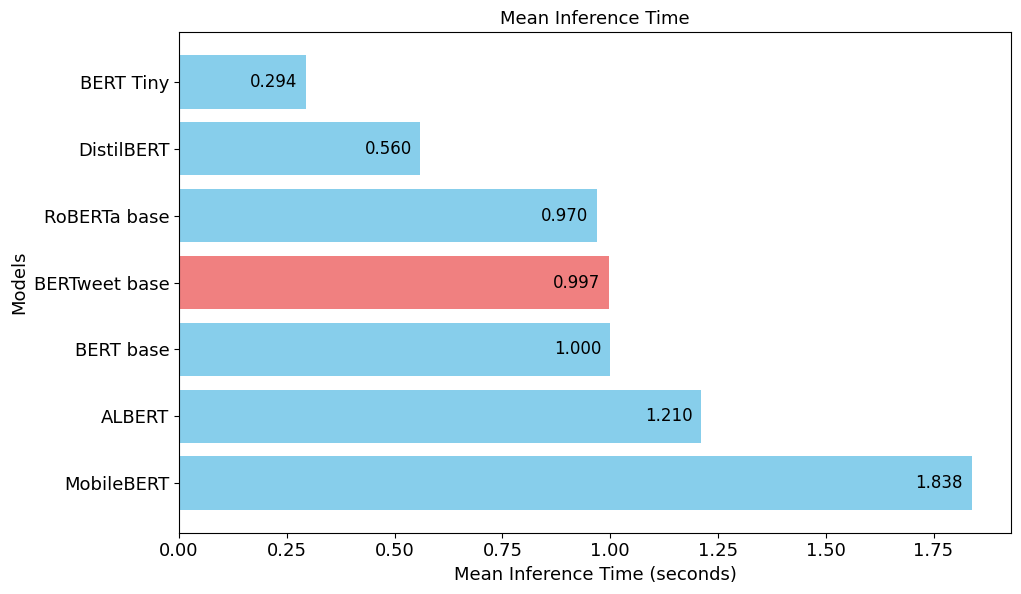 Mean Inference Time
Models
BERT Tiny
0.294
DistilBERT
0.560
RoBERTa base
0.970
BERTweet base
0.997
BERT base
1.000
ALBERT
1.210
MobileBERT
1.838
0.00 0.25 0.50 0.75 1.00 1.25 1.50 1.75
Mean Inference Time (seconds)